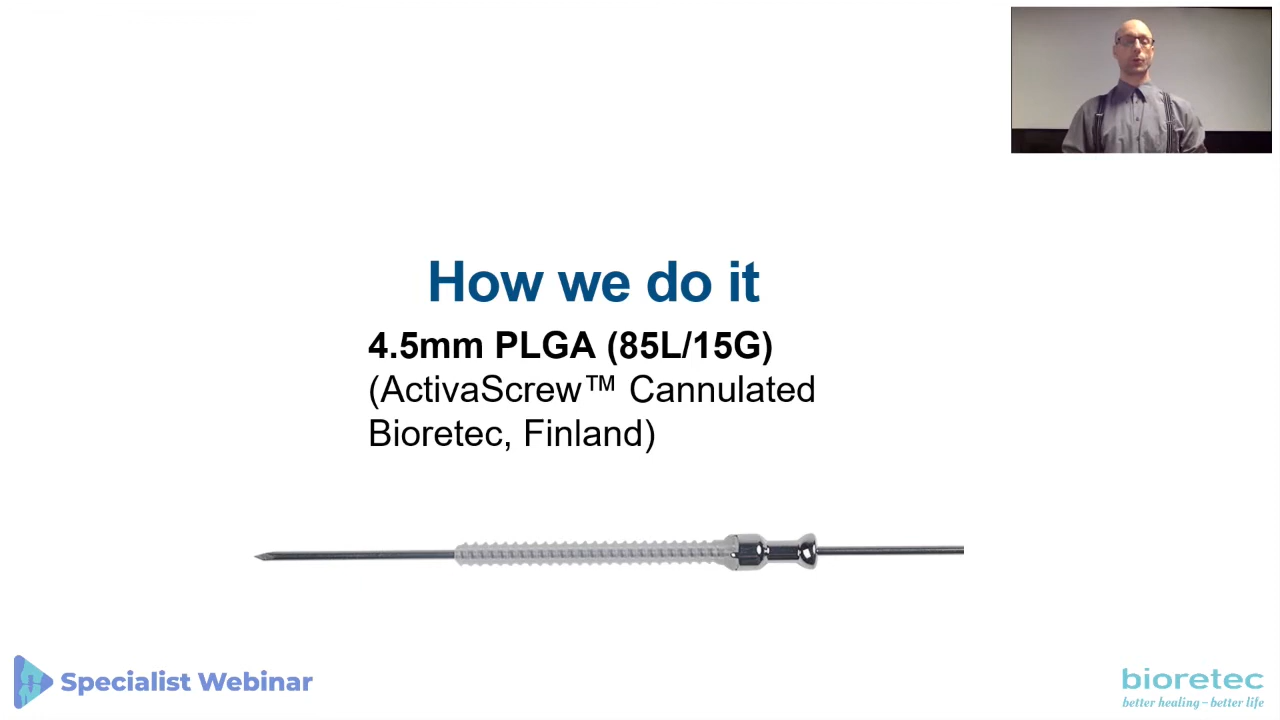 How we do it
4.5mm PLGA (85L/15G)
(ActivaScrew™ Cannulated
Bioretec, Finland)
Specialist Webinar
bioretec
better healing – better life